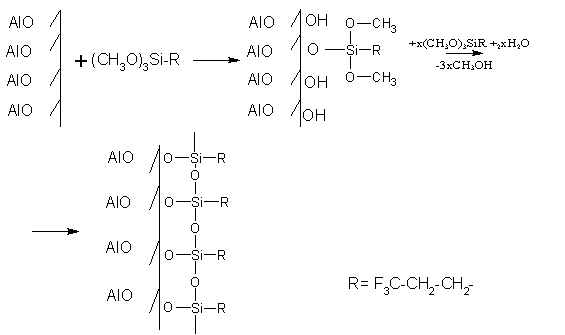 AlO
AlO
AlO
AlO
+ (CH₃O)₃Si-R
AlO OH
AlO O — Si — R
O—CH₃
O—CH₃
AlO OH
AlO OH
+x(CH₃O)₃SiR +₂xH₂O
-3xCH₃OH
AlO O—Si—R
O
AlO O—Si—R
O
AlO O—Si—R
O
AlO O—Si—R
R= F₃C-CH₂-CH₂-